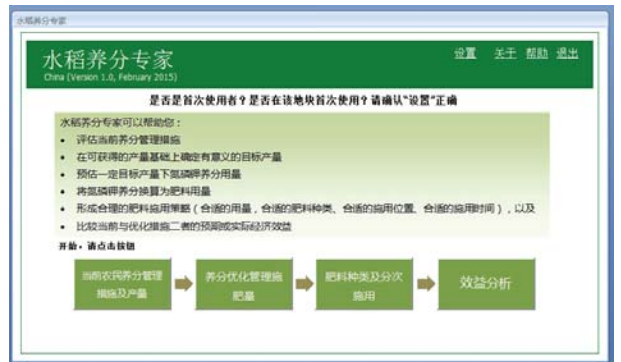 水稻养分专家
水稻养分专家
China (Version 1.0, February 2015)
设置 关于 帮助 退出
是否是首次使用者？是否在该地块首次使用？请确认“设置”正确
水稻养分专家可以帮助您：
• 评估当前养分管理措施
• 在可获得的产量基础上确定有意义的目标产量
• 预估一定目标产量下氮磷钾养分用量
• 将氮磷钾养分换算为肥料用量
• 形成合理的肥料施用策略（合适的用量，合适的肥料种类、合适的施用位置、合适的施用时间），以及
• 比较当前与优化措施二者的预期或实际经济效益
开始，请点击按钮
当前农民养分管理
措施及产量
养分优化管理施
肥量
肥料种类及分次
施用
效益分析